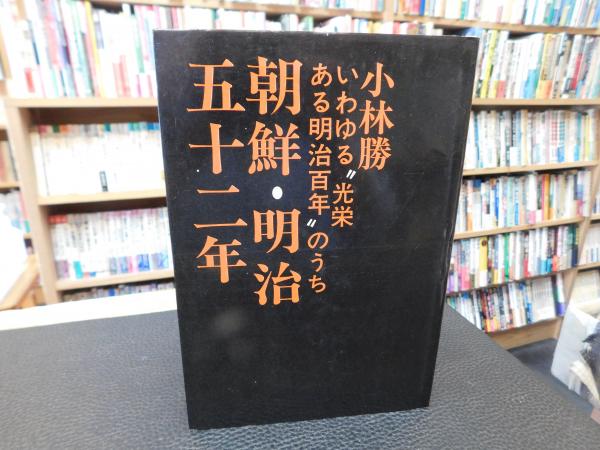 小林勝
いわゆる〝光栄
ある明治百年〟のうち
朝鮮・明治
五十二年